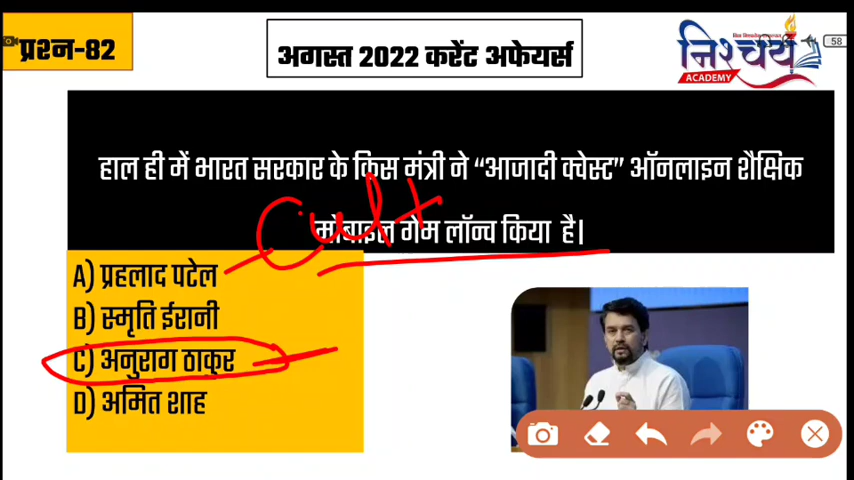 प्रश्न-82
अगस्त 2022 करेंट अफेयर्स
निश्चय
ACADEMY
58
हाल ही में भारत सरकार के किस मंत्री ने “आजादी क्वेस्ट” ऑनलाइन शैक्षिक
मोबाइल गेम लॉन्च किया है।
Cult
A) प्रहलाद पटेल
B) स्मृति ईरानी
C) अनुराग ठाकुर
D) अमित शाह